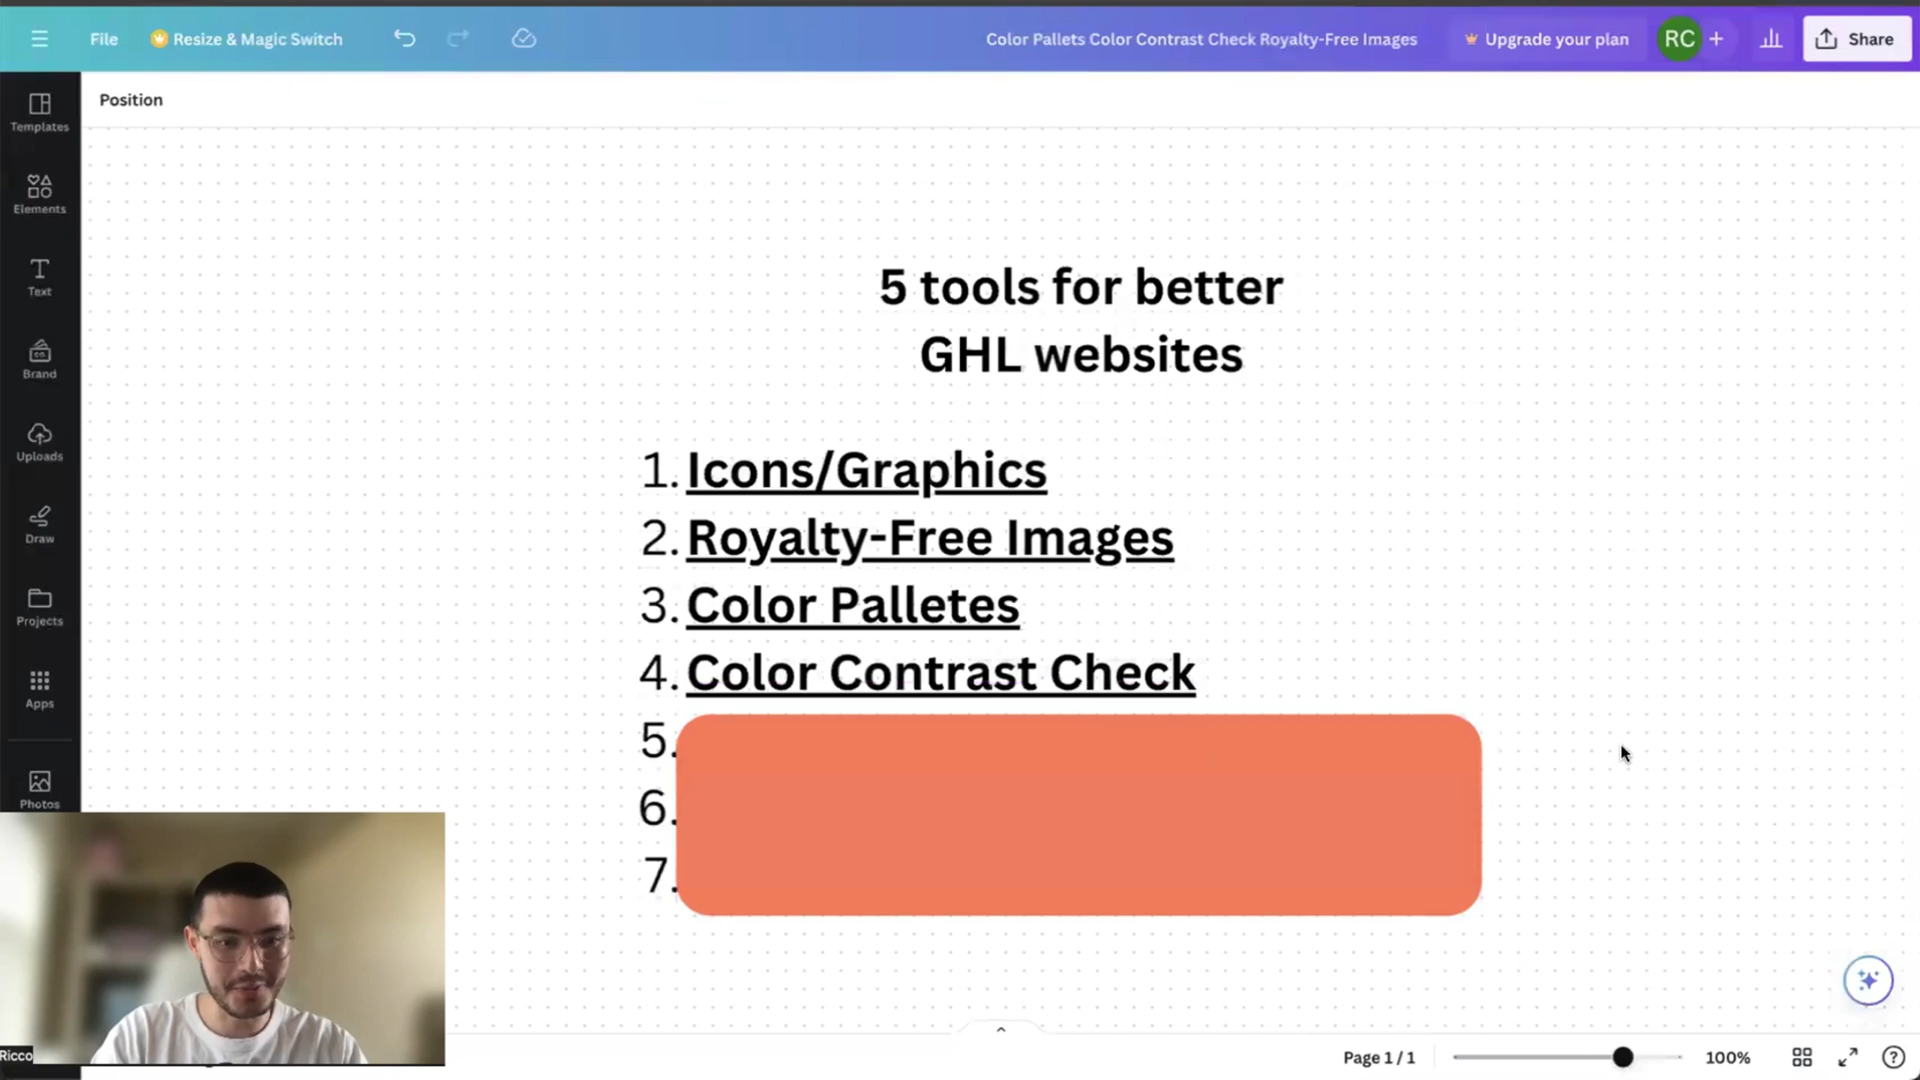 File
Resize & Magic Switch
Color Pallets Color Contrast Check Royalty-Free Images
Upgrade your plan
RC
Share
Position
Templates
Elements
Text
Brand
Uploads
Draw
Projects
Apps
Photos
5 tools for better
GHL websites
1. Icons/Graphics
2. Royalty-Free Images
3. Color Palletes
4. Color Contrast Check
5.
6.
7.
Ricco
Page 1 / 1
100%